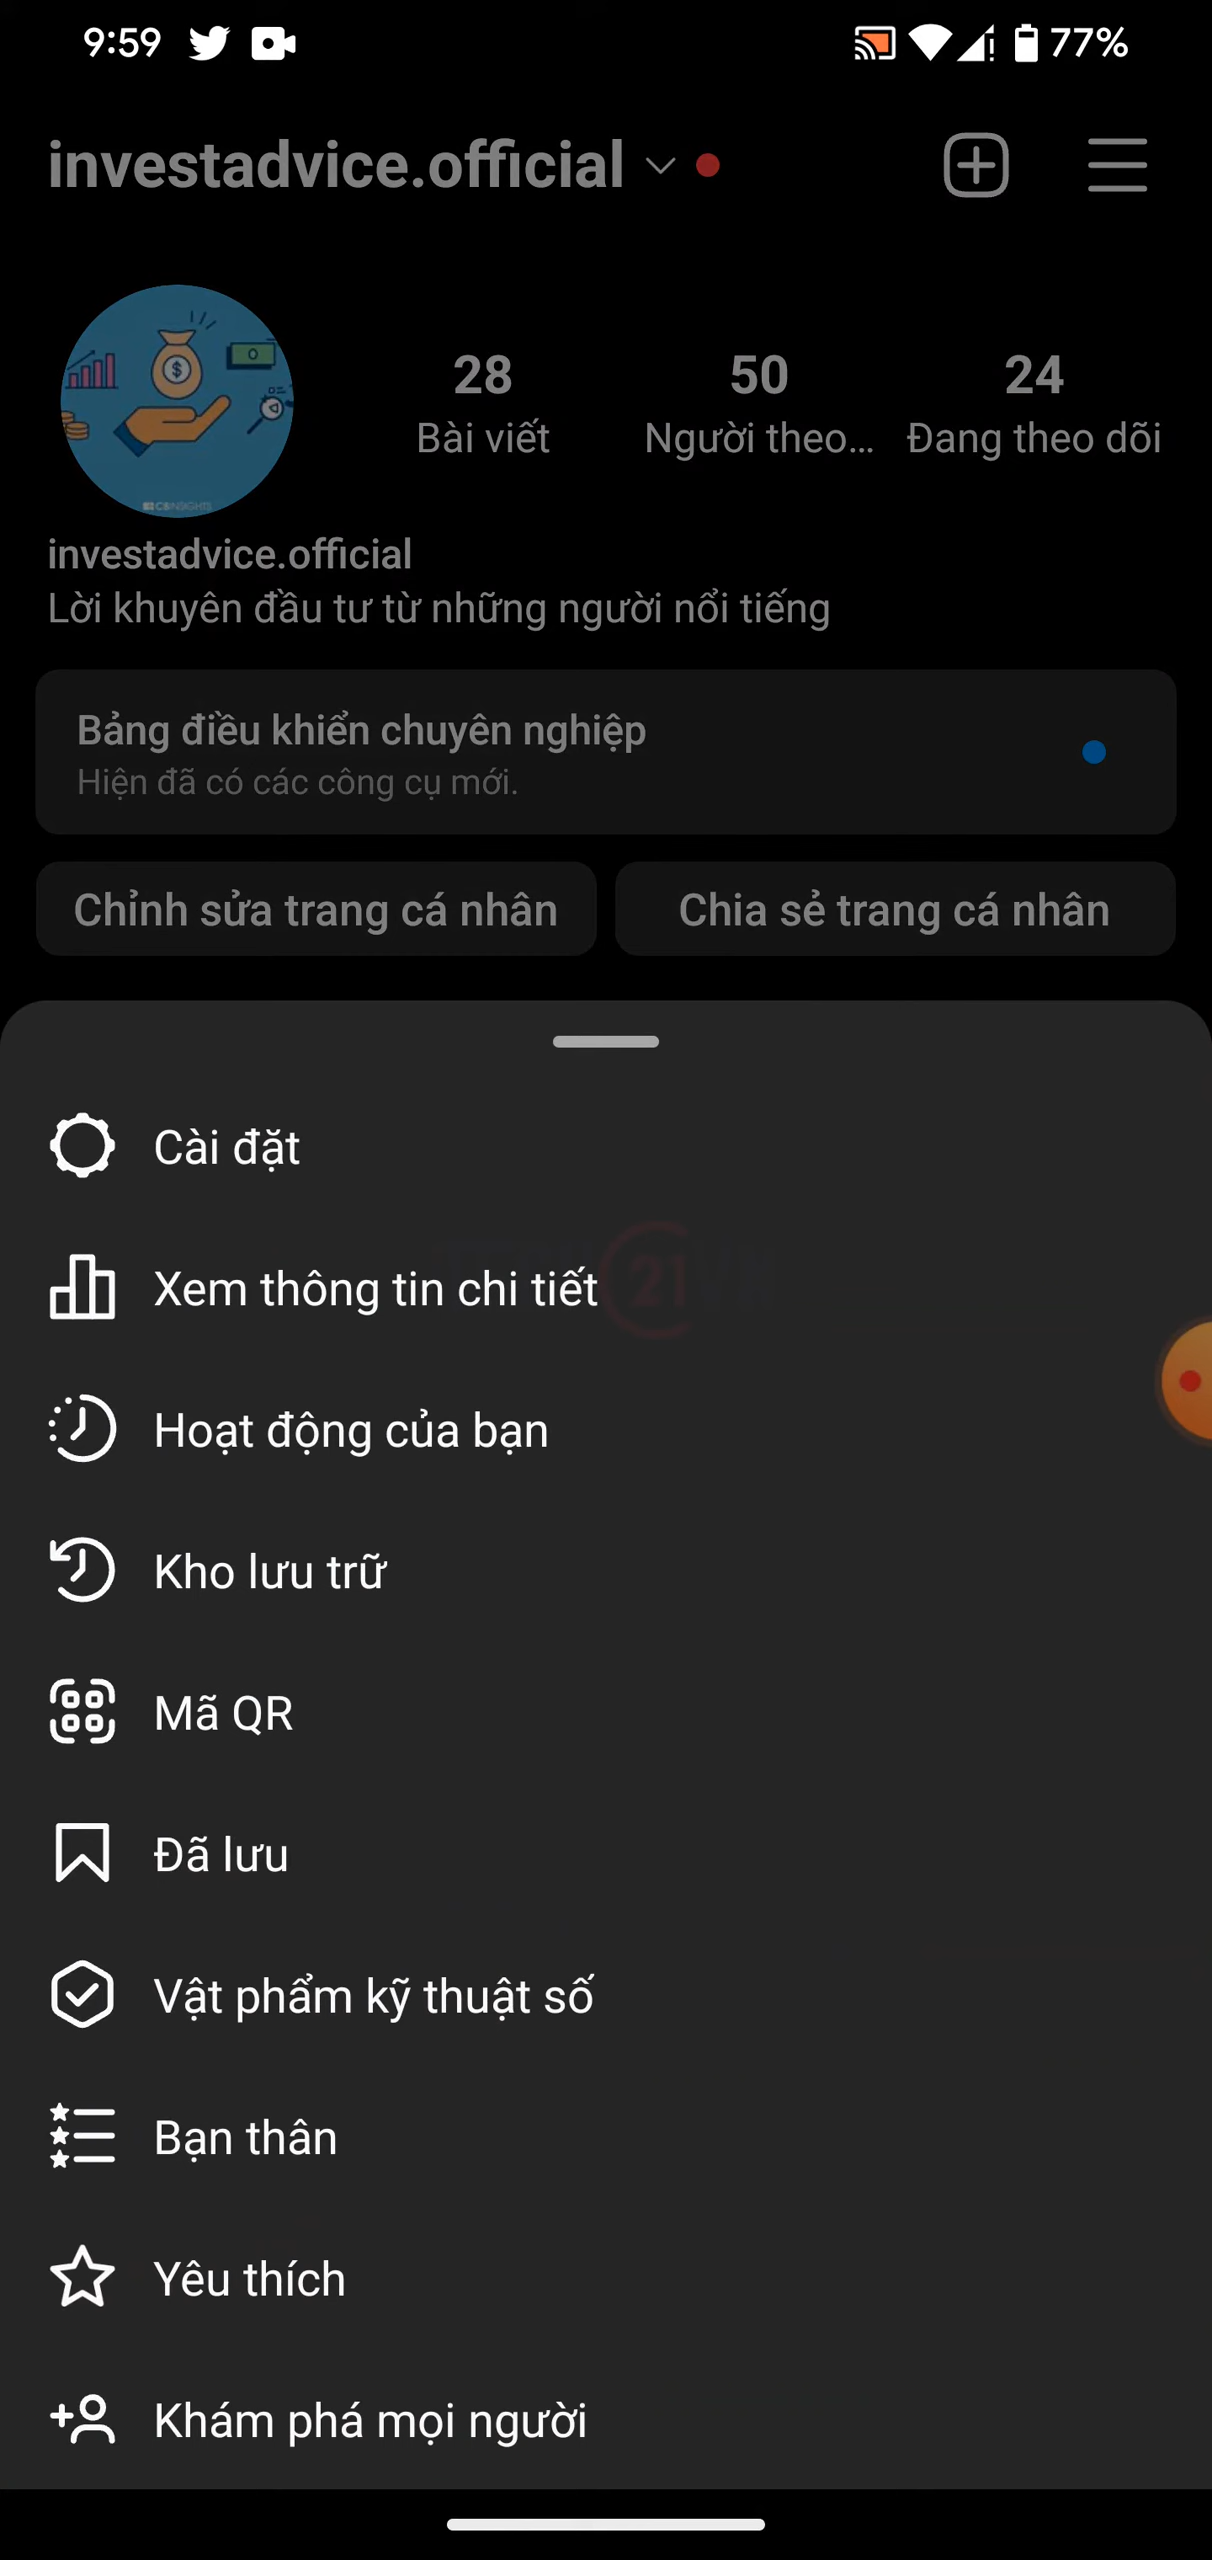 9:59
77%
investadvice.official
28
50
24
Bài viết
Người theo...
Đang theo dõi
CBINSIGHTS
investadvice.official
Lời khuyên đầu tư từ những người nổi tiếng
Bảng điều khiển chuyên nghiệp
Hiện đã có các công cụ mới.
Chỉnh sửa trang cá nhân
Chia sẻ trang cá nhân
Cài đặt
Xem thông tin chi tiết
21
Hoạt động của bạn
Kho lưu trữ
Mã QR
Đã lưu
Vật phẩm kỹ thuật số
Bạn thân
Yêu thích
Khám phá mọi người